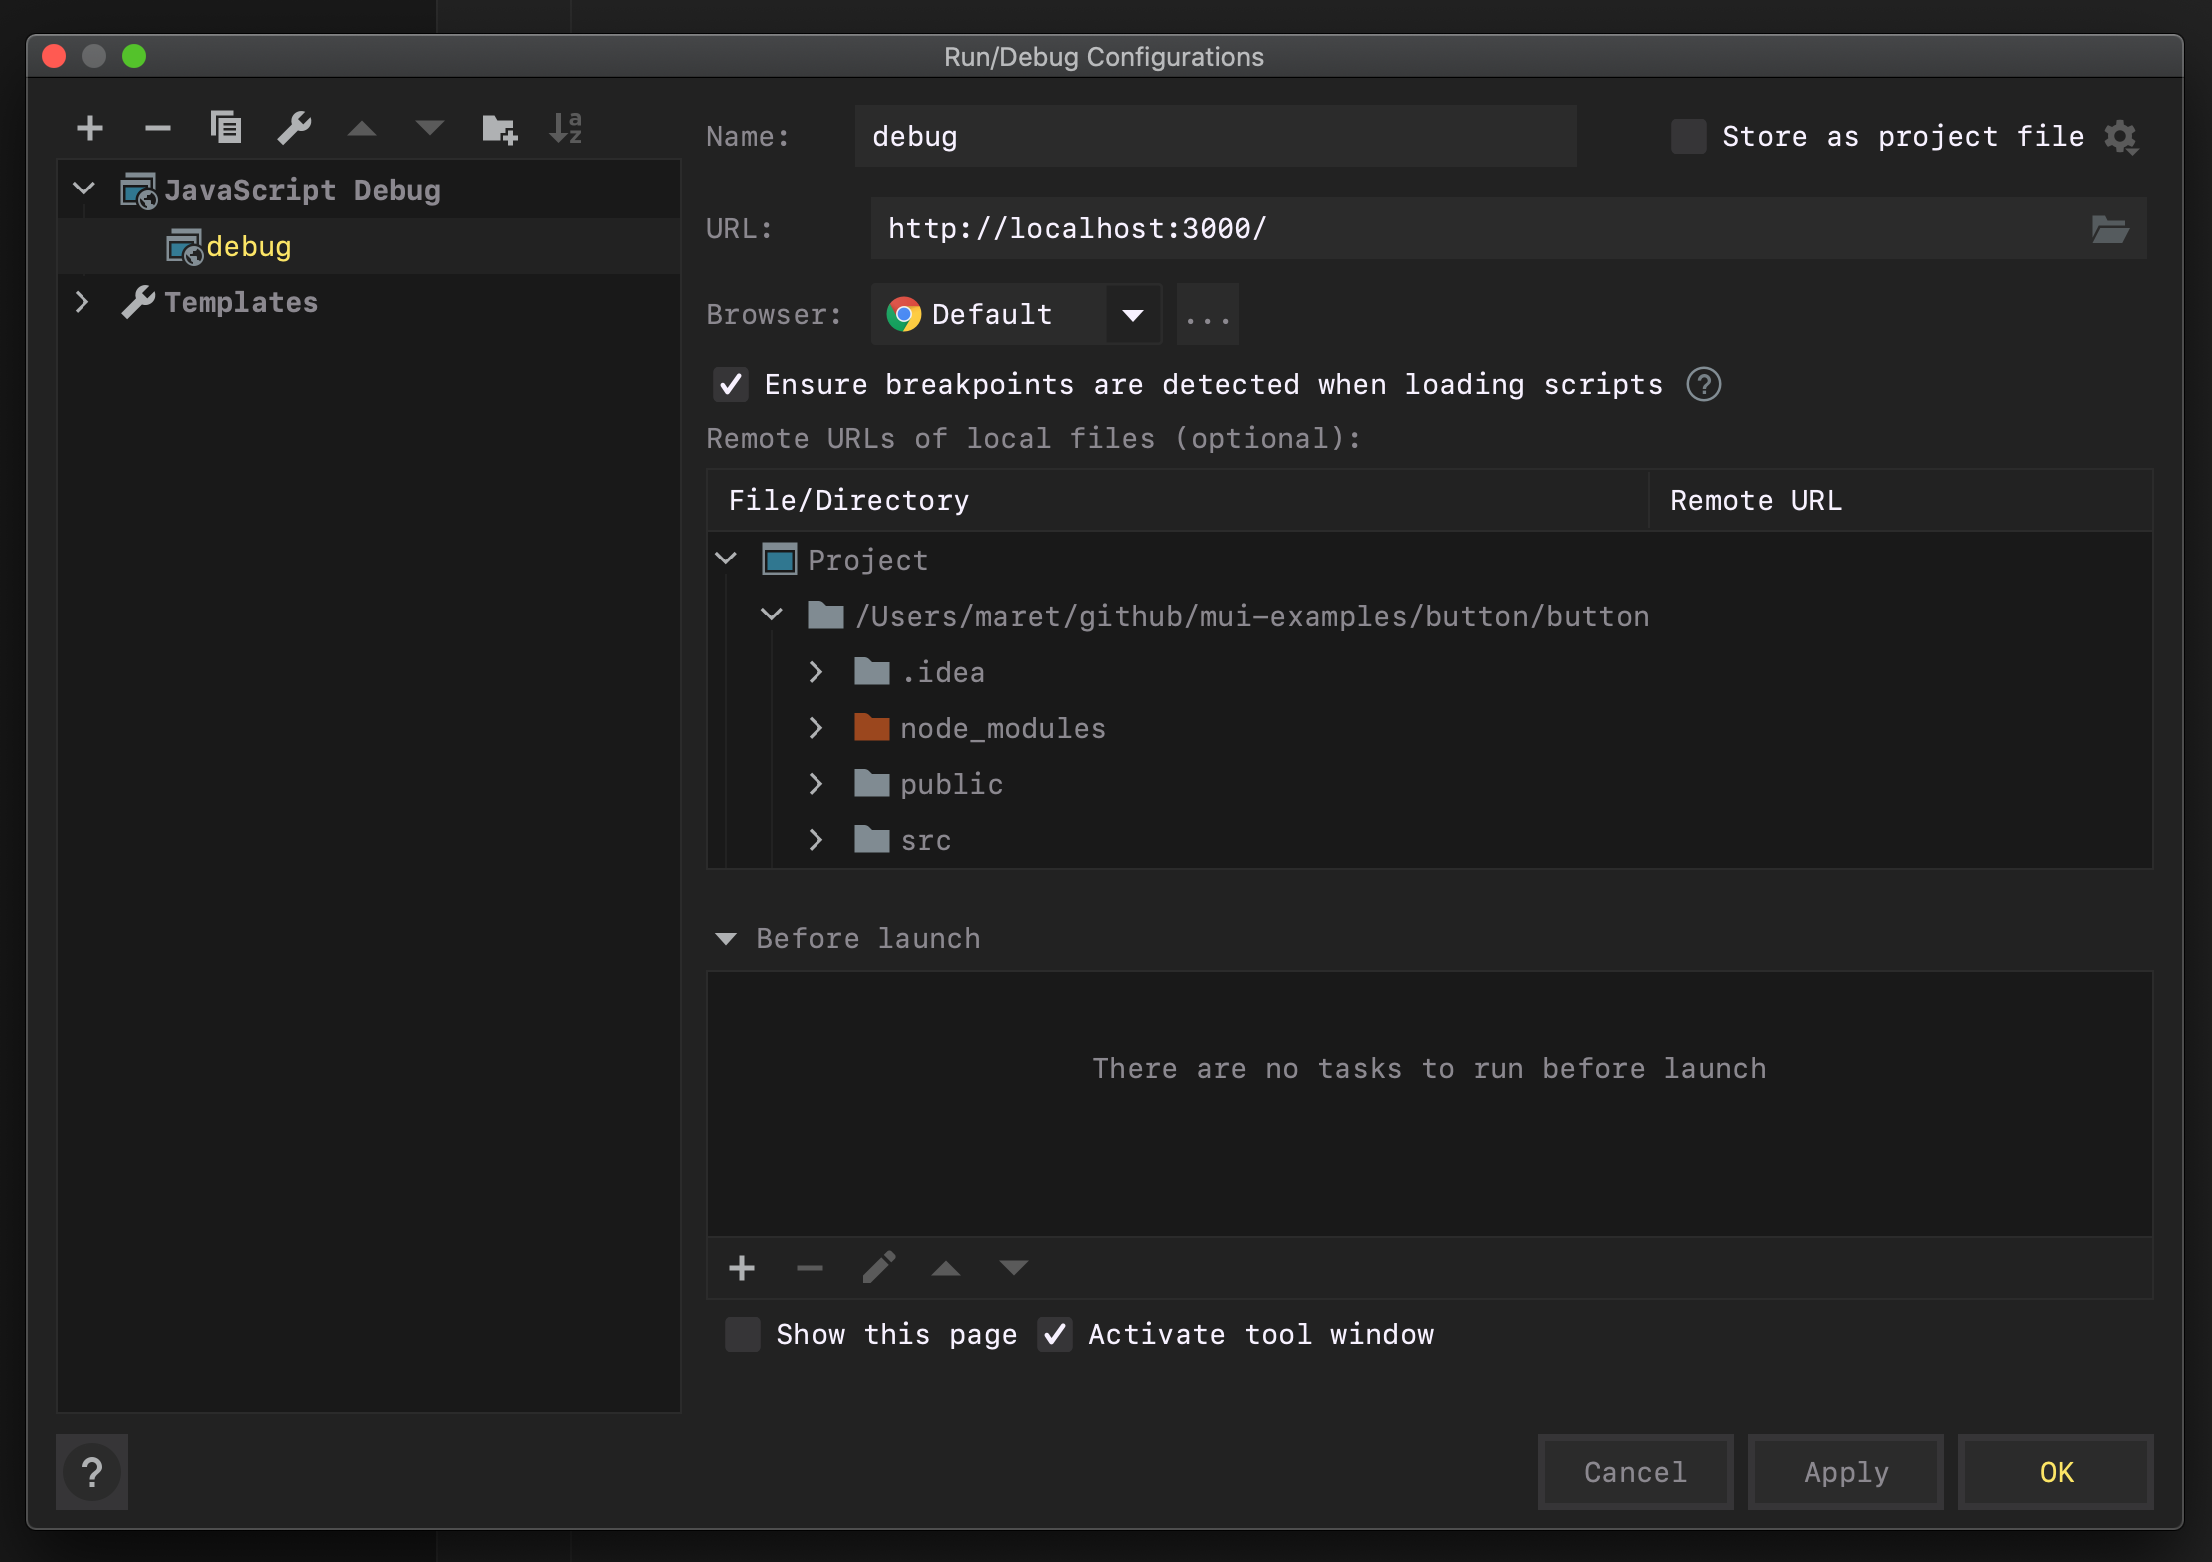 Run/Debug Configurations
JavaScript Debug
debug
Templates
Name: debug
Store as project file
URL: http://localhost:3000/
Browser: Default ...
Ensure breakpoints are detected when loading scripts ?
Remote URLs of local files (optional):
File/Directory Remote URL
Project
/Users/maret/github/mui-examples/button/button
.idea
node_modules
public
src
Before launch
There are no tasks to run before launch
Show this page Activate tool window
? Cancel Apply OK